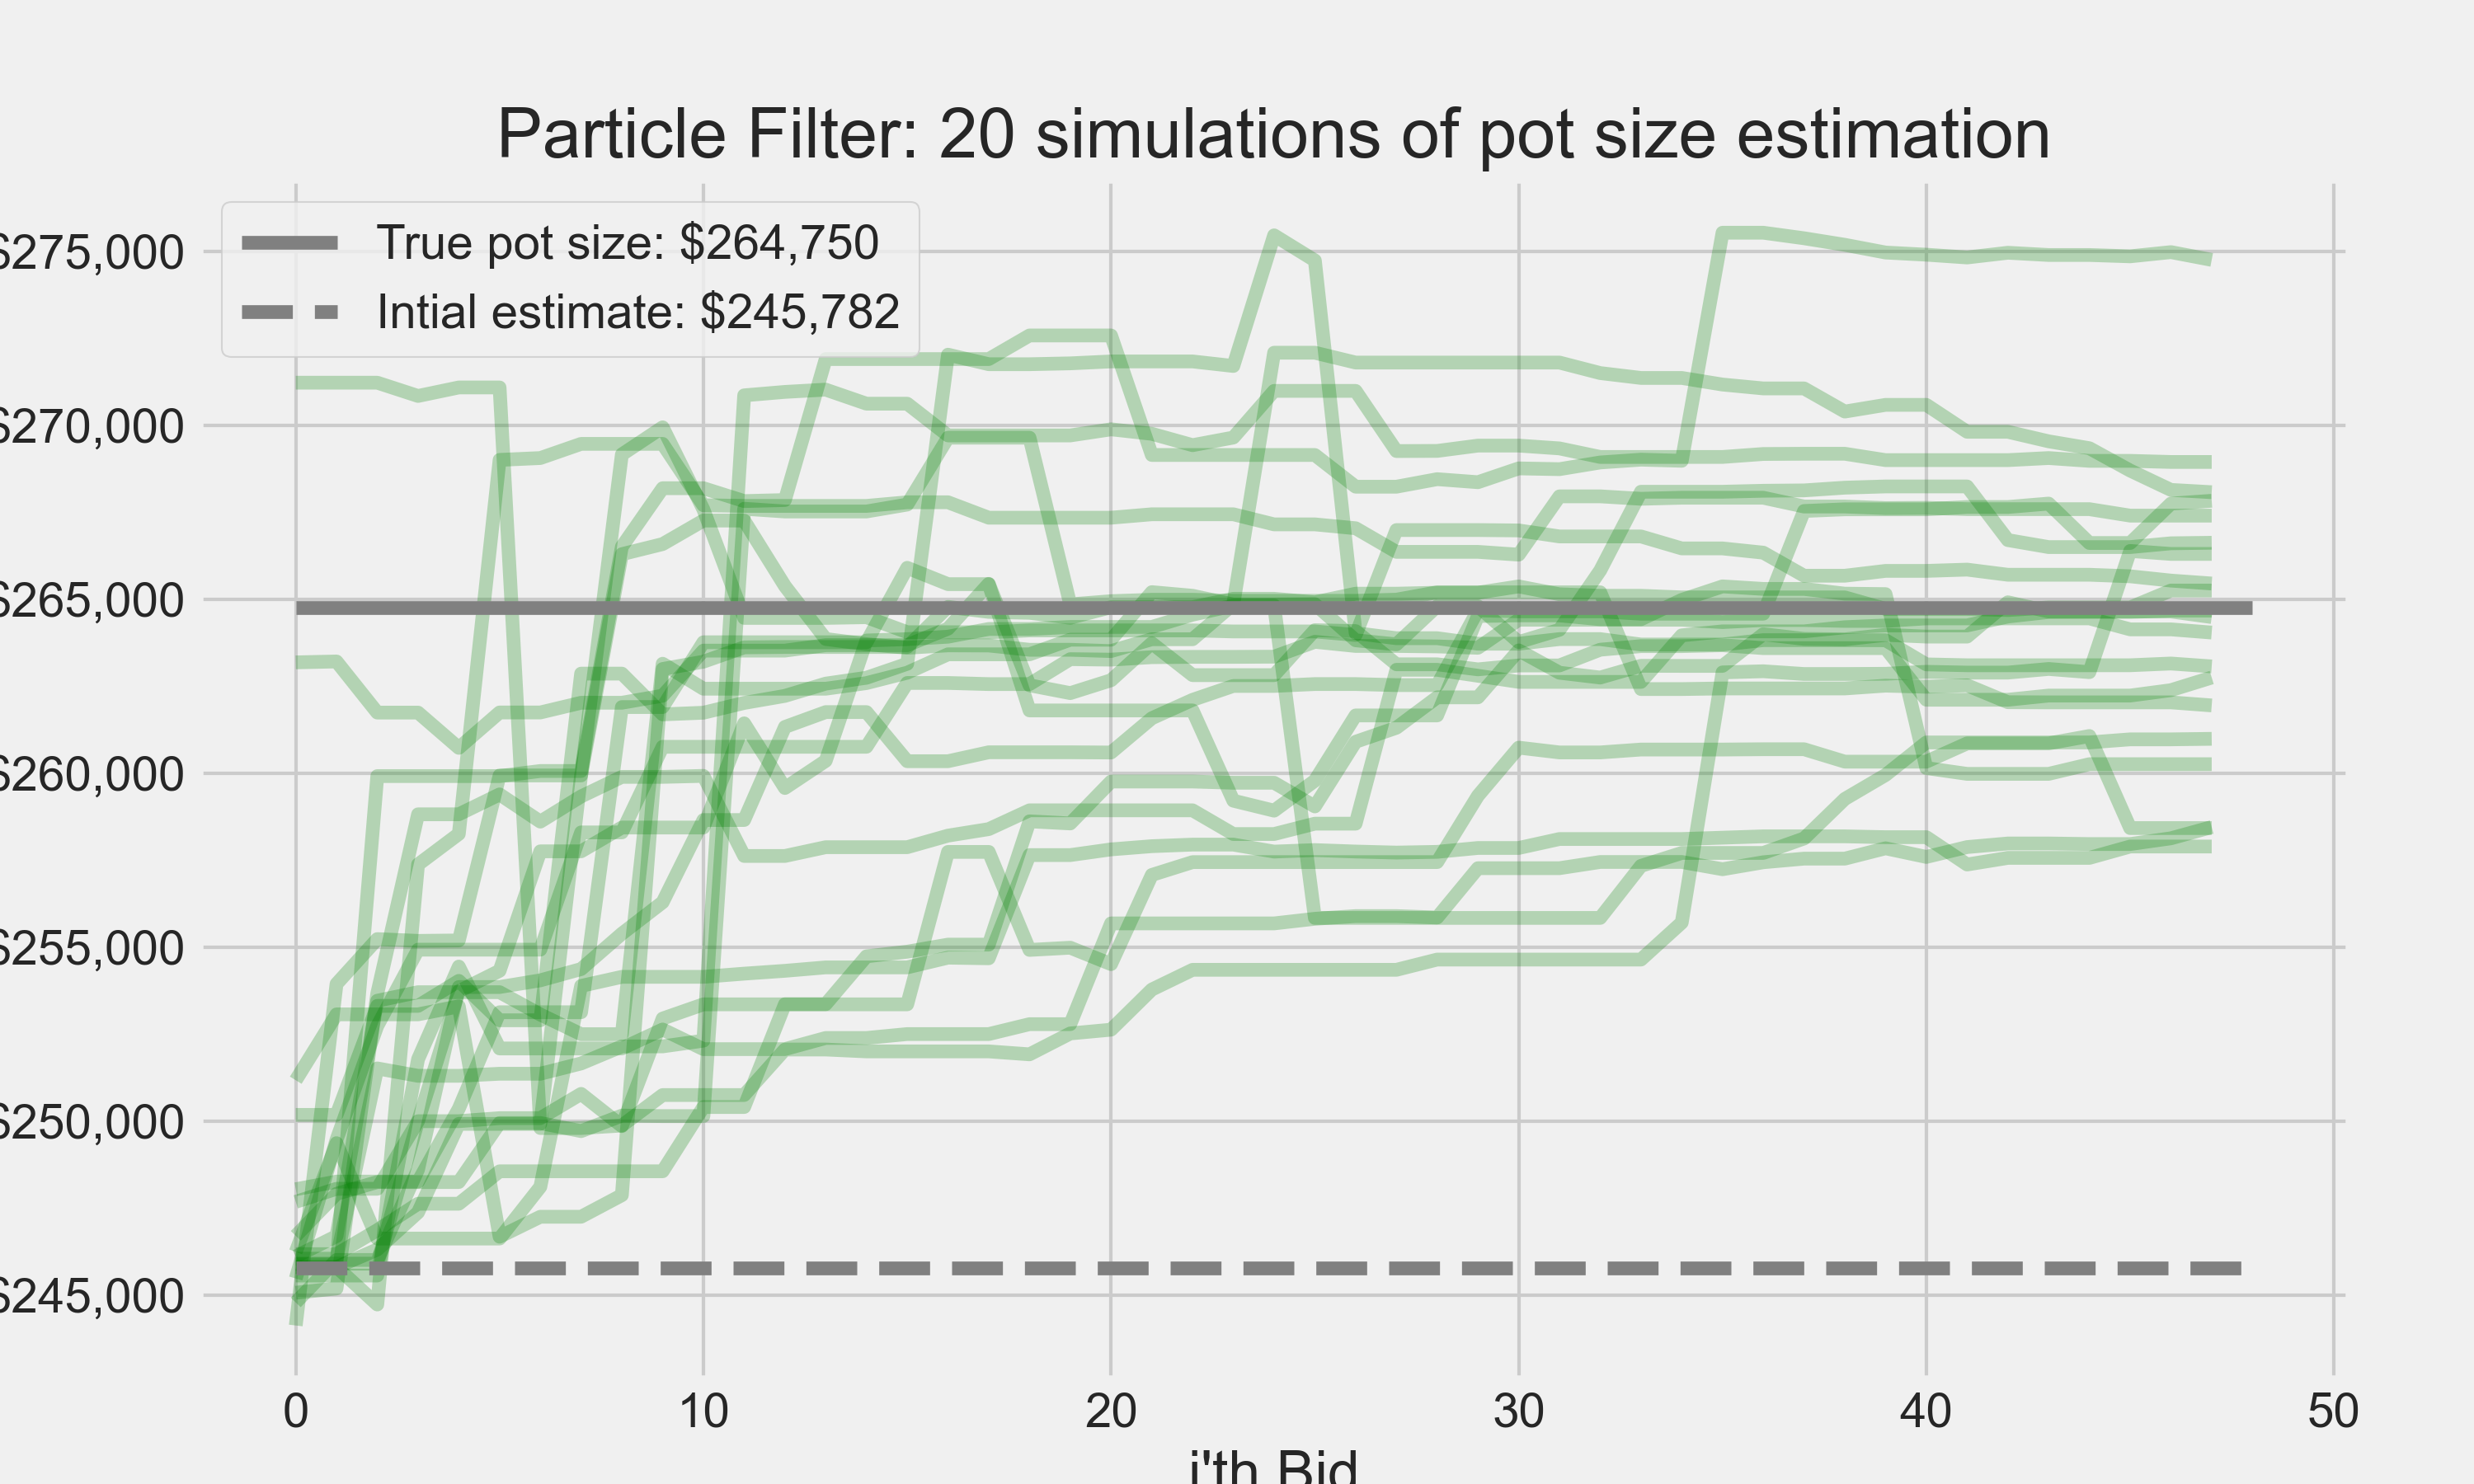 Particle Filter: 20 simulations of pot size estimation
True pot size: $264,750
Intial estimate: $245,782
$275,000
$270,000
$265,000
$260,000
$255,000
$250,000
$245,000
0 10 20 30 40 50
i'th Bid